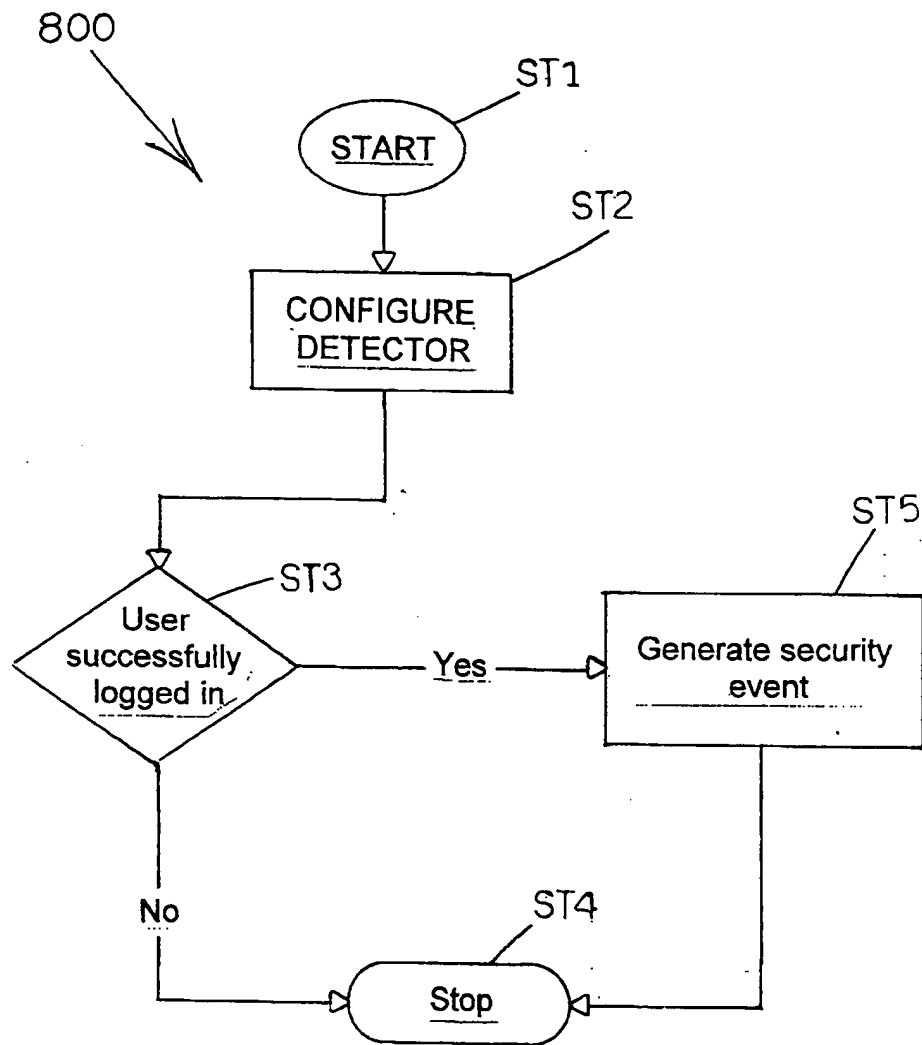 800
ST1
START
ST2
CONFIGURE
DETECTOR
ST5
ST3
User
successfully
logged in
Yes
Generate security
event
No
ST4
Stop